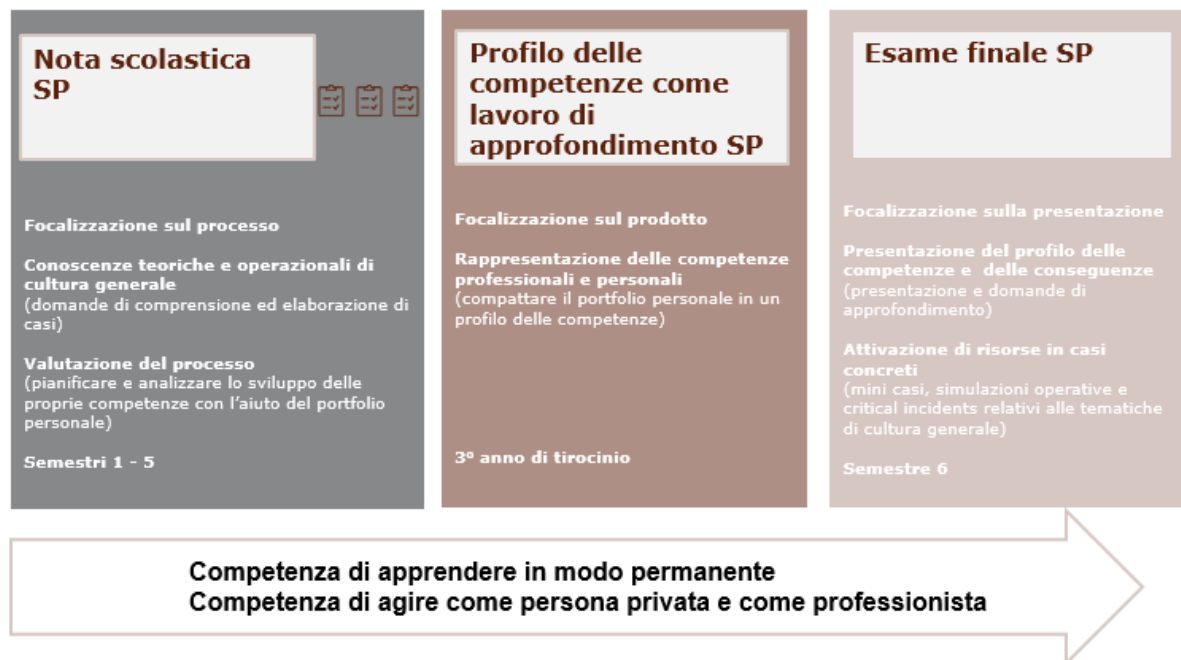 Nota scolastica
SP
Focalizzazione sul processo
Conoscenze teoriche e operazionali di
cultura generale
(domande di comprensione ed elaborazione di
casi)
Valutazione del processo
(pianificare e analizzare lo sviluppo delle
proprie competenze con l'aiuto del portfolio
personale)
Semestri 1 - 5
Profilo delle
competenze come
lavoro di
approfondimento SP
Focalizzazione sul prodotto
Rappresentazione delle competenze
professionali e personali
(compattare il portfolio personale in un
profilo delle competenze)
3º anno di tirocinio
Esame finale SP
Focalizzazione sulla presentazione
Presentazione del profilo delle
competenze e delle conseguenze
(presentazione e domande di
approfondimento)
Attivazione di risorse in casi
concreti
(mini casi, simulazioni operative e
critical incidents relativi alle tematiche
di cultura generale)
Semestre 6
Competenza di apprendere in modo permanente
Competenza di agire come persona privata e come professionista